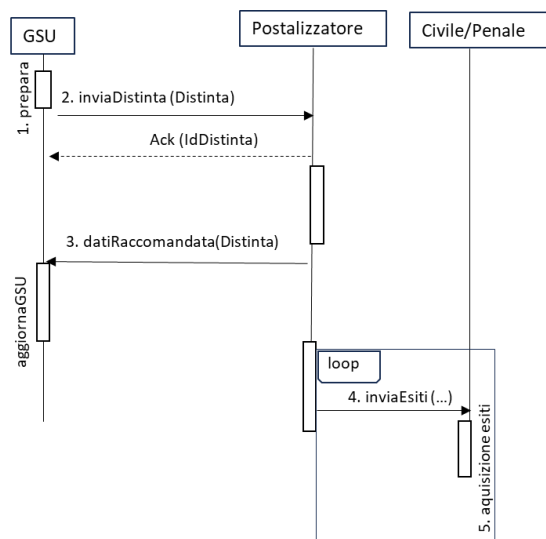 GSU
Postalizzatore
Civile/Penale
1. prepara
2. inviaDistinta (Distinta)
Ack (IdDistinta)
3. datiRaccomandata(Distinta)
aggiornaGSU
loop
4. inviaEsiti (...)
5. aquisizione esiti